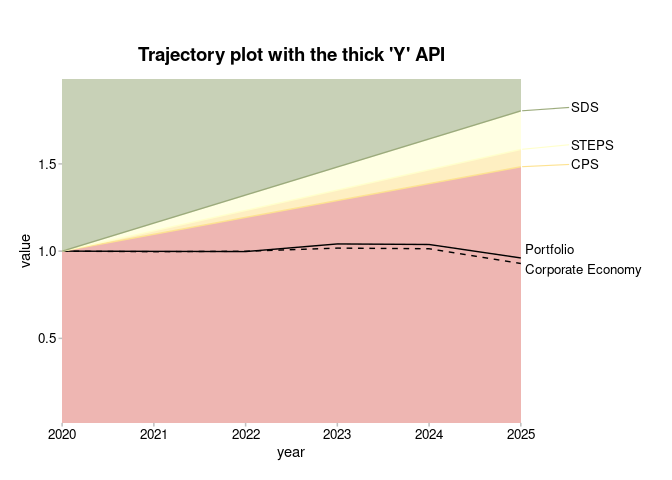 Trajectory plot with the thick 'Y' API
SDS
STEPS
CPS
Portfolio
Corporate Economy
value
1.5
1.0
0.5
2020 2021 2022 2023 2024 2025
year